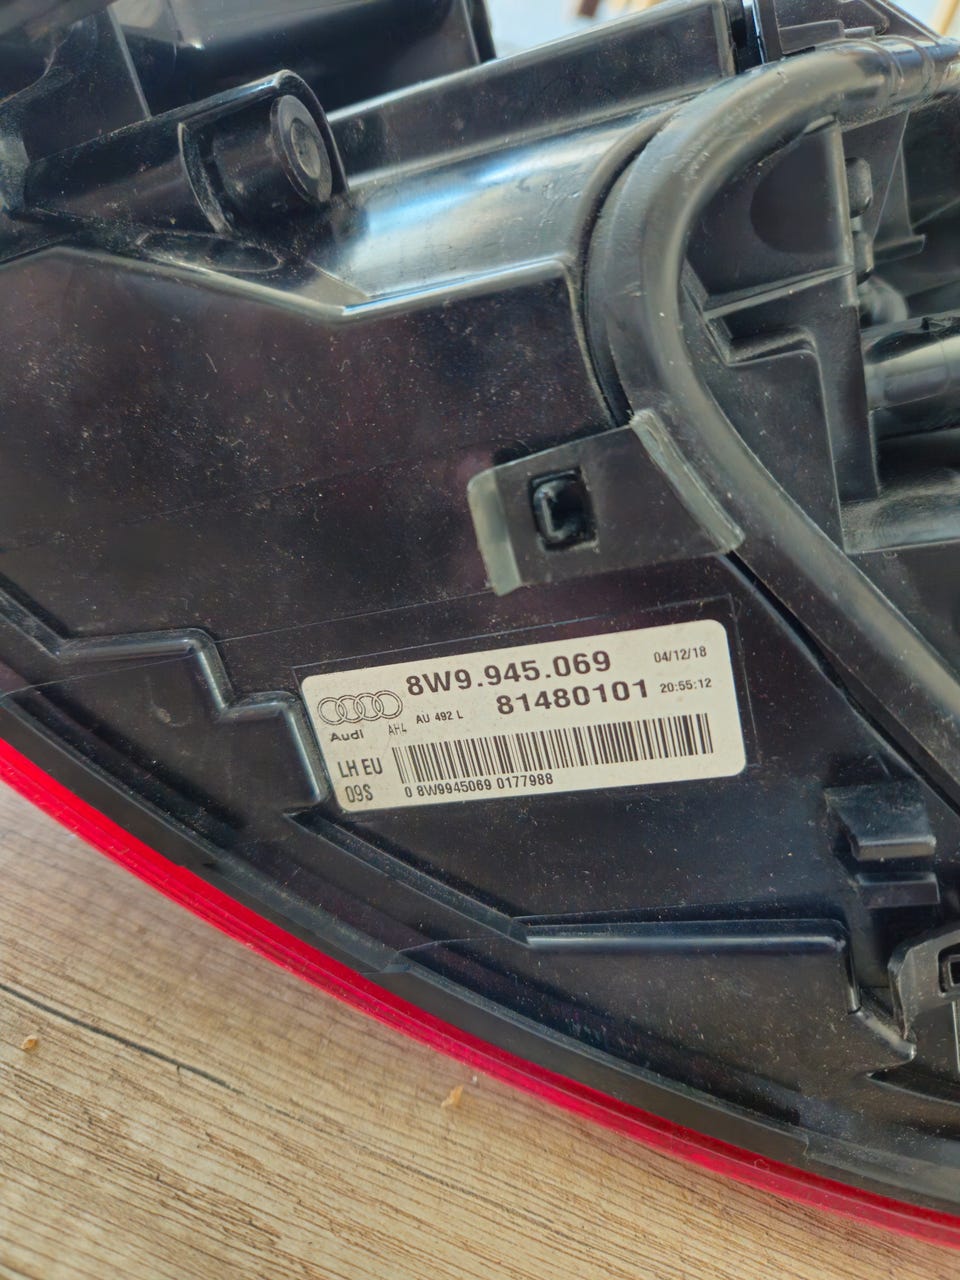 8W9.945.069 04/12/18
Audi AHL AU 492 L 81480101 20:55:12
LH EU
09S 0 8W9945069 0177988